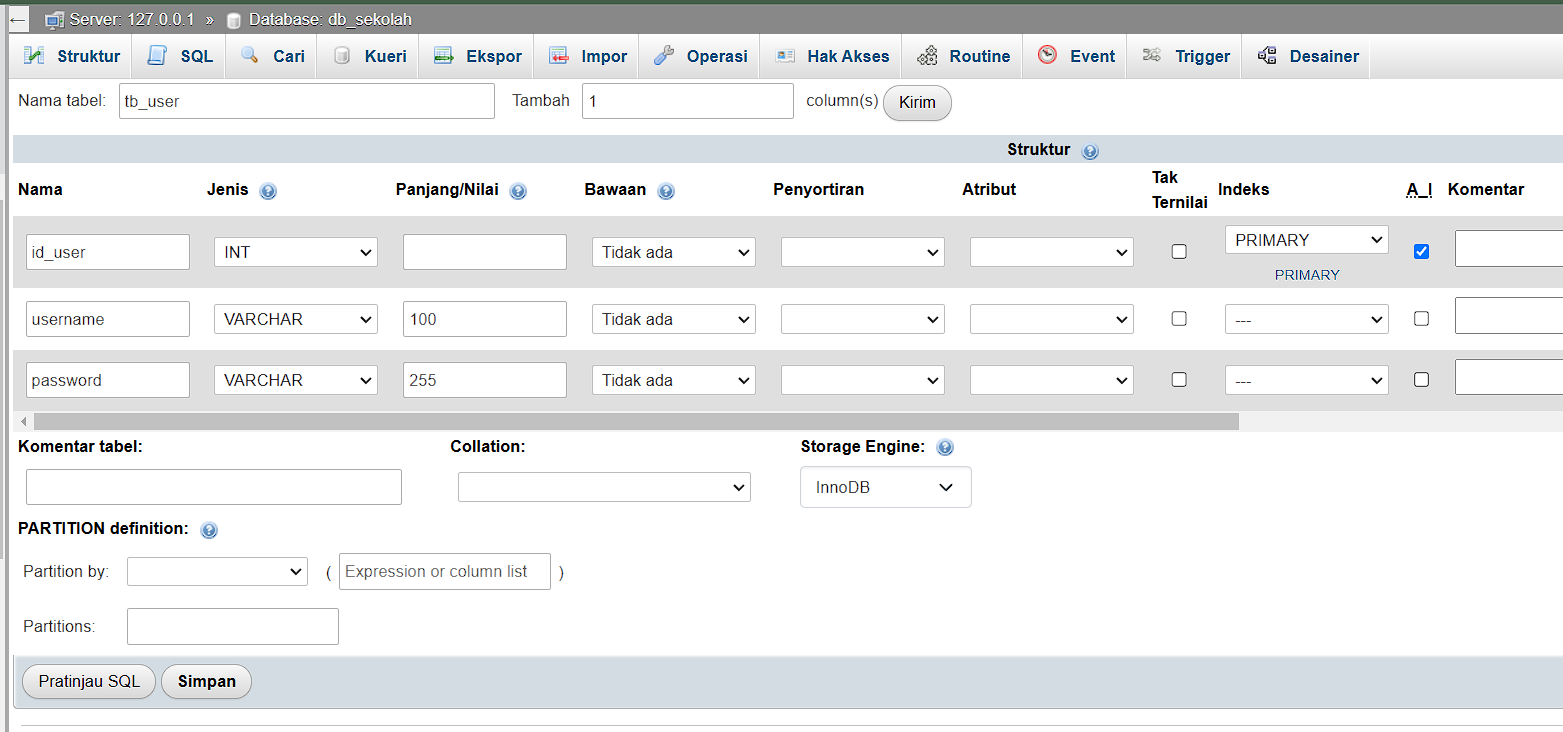 ← Server: 127.0.0.1 » Database: db_sekolah
Struktur SQL Cari Kueri Ekspor Impor Operasi Hak Akses Routine Event Trigger Desainer
Nama tabel: tb_user Tambah 1 column(s) Kirim
Struktur
Nama Jenis Panjang/Nilai Bawaan Penyortiran Atribut Tak Ternilai Indeks A_I Komentar
id_user INT Tidak ada PRIMARY
PRIMARY
username VARCHAR 100 Tidak ada ---
password VARCHAR 255 Tidak ada ---
Komentar tabel: Collation: Storage Engine:
InnoDB
PARTITION definition:
Partition by: ( Expression or column list )
Partitions:
Pratinjau SQL Simpan